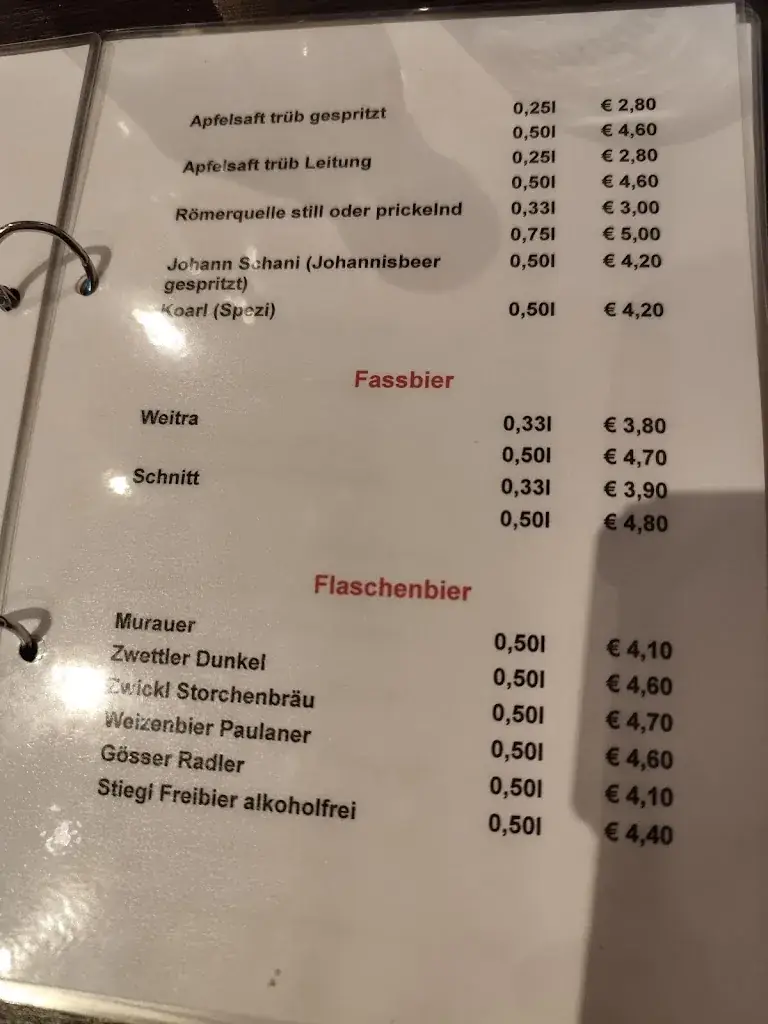 Apfelsaft trüb gespritzt 0,25l € 2,80
0,50l € 4,60
Apfelsaft trüb Leitung 0,25l € 2,80
0,50l € 4,60
Römerquelle still oder prickelnd 0,33l € 3,00
0,75l € 5,00
Johann Schani (Johannisbeer 0,50l € 4,20
gespritzt)
Koarl (Spezi) 0,50l € 4,20
Fassbier
Weitra 0,33l € 3,80
0,50l € 4,70
Schnitt 0,33l € 3,90
0,50l € 4,80
Flaschenbier
Murauer 0,50l € 4,10
Zwettler Dunkel 0,50l € 4,60
Zwickl Storchenbräu 0,50l € 4,70
Weizenbier Paulaner 0,50l € 4,60
Gösser Radler 0,50l € 4,10
Stiegl Freibier alkoholfrei 0,50l € 4,40